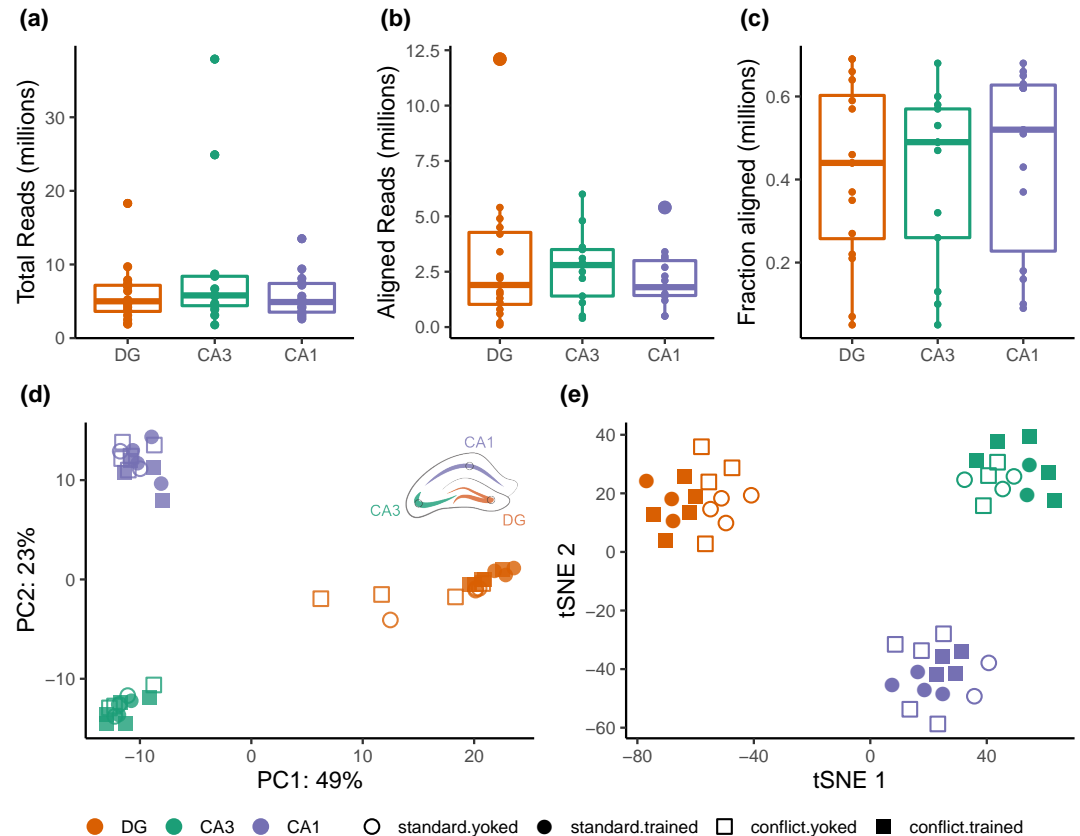 (a)
Total Reads (millions)
30
20
10
0
DG CA3 CA1
(b)
Aligned Reads (millions)
12.5
10.0
7.5
5.0
2.5
0.0
DG CA3 CA1
(c)
Fraction aligned (millions)
0.6
0.4
0.2
DG CA3 CA1
(d)
PC2: 23%
10
0
−10
CA1
CA3
DG
−10 0 10 20
PC1: 49%
(e)
tSNE 2
40
20
0
−20
−40
−60
−80 −40 0 40
tSNE 1
DG CA3 CA1 standard.yoked standard.trained conflict.yoked conflict.trained